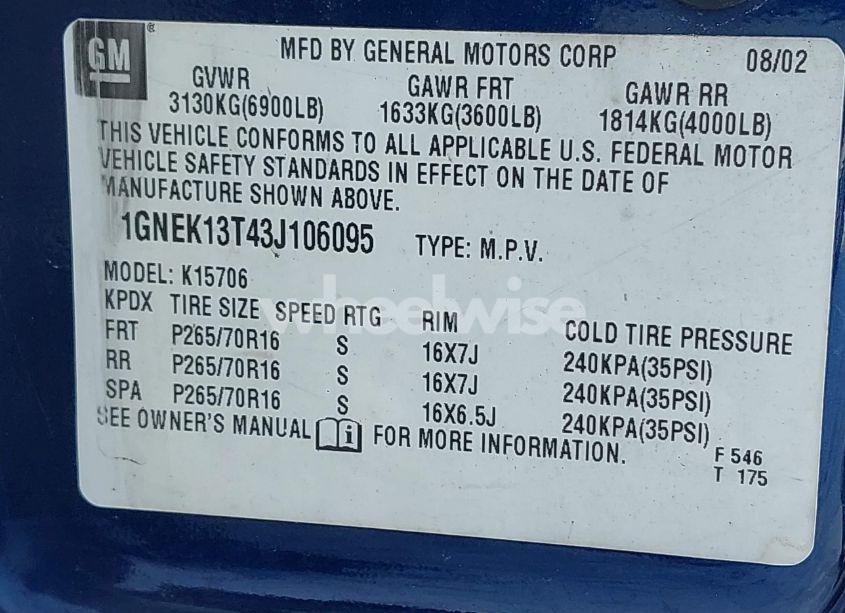 GM ®
MFD BY GENERAL MOTORS CORP 08/02
GVWR GAWR FRT GAWR RR
3130KG(6900LB) 1633KG(3600LB) 1814KG(4000LB)
THIS VEHICLE CONFORMS TO ALL APPLICABLE U.S. FEDERAL MOTOR
VEHICLE SAFETY STANDARDS IN EFFECT ON THE DATE OF
MANUFACTURE SHOWN ABOVE.
1GNEK13T43J106095 TYPE: M.P.V.
MODEL: K15706
KPDX TIRE SIZE SPEED RTG RIM COLD TIRE PRESSURE
FRT P265/70R16 S 16X7J 240KPA(35PSI)
RR P265/70R16 S 16X7J 240KPA(35PSI)
SPA P265/70R16 S 16X6.5J 240KPA(35PSI)
SEE OWNER'S MANUAL i FOR MORE INFORMATION.
F 546
T 175
wheelwise